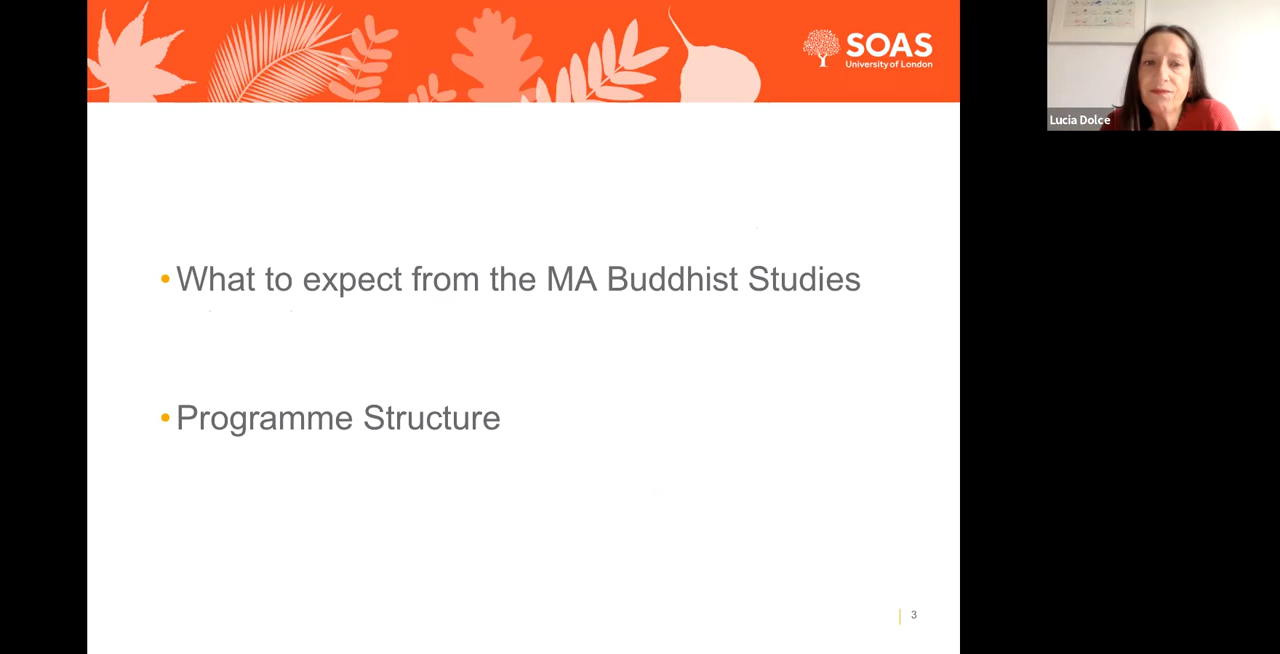 SOAS
University of London
Lucia Dolce
• What to expect from the MA Buddhist Studies
• Programme Structure
3